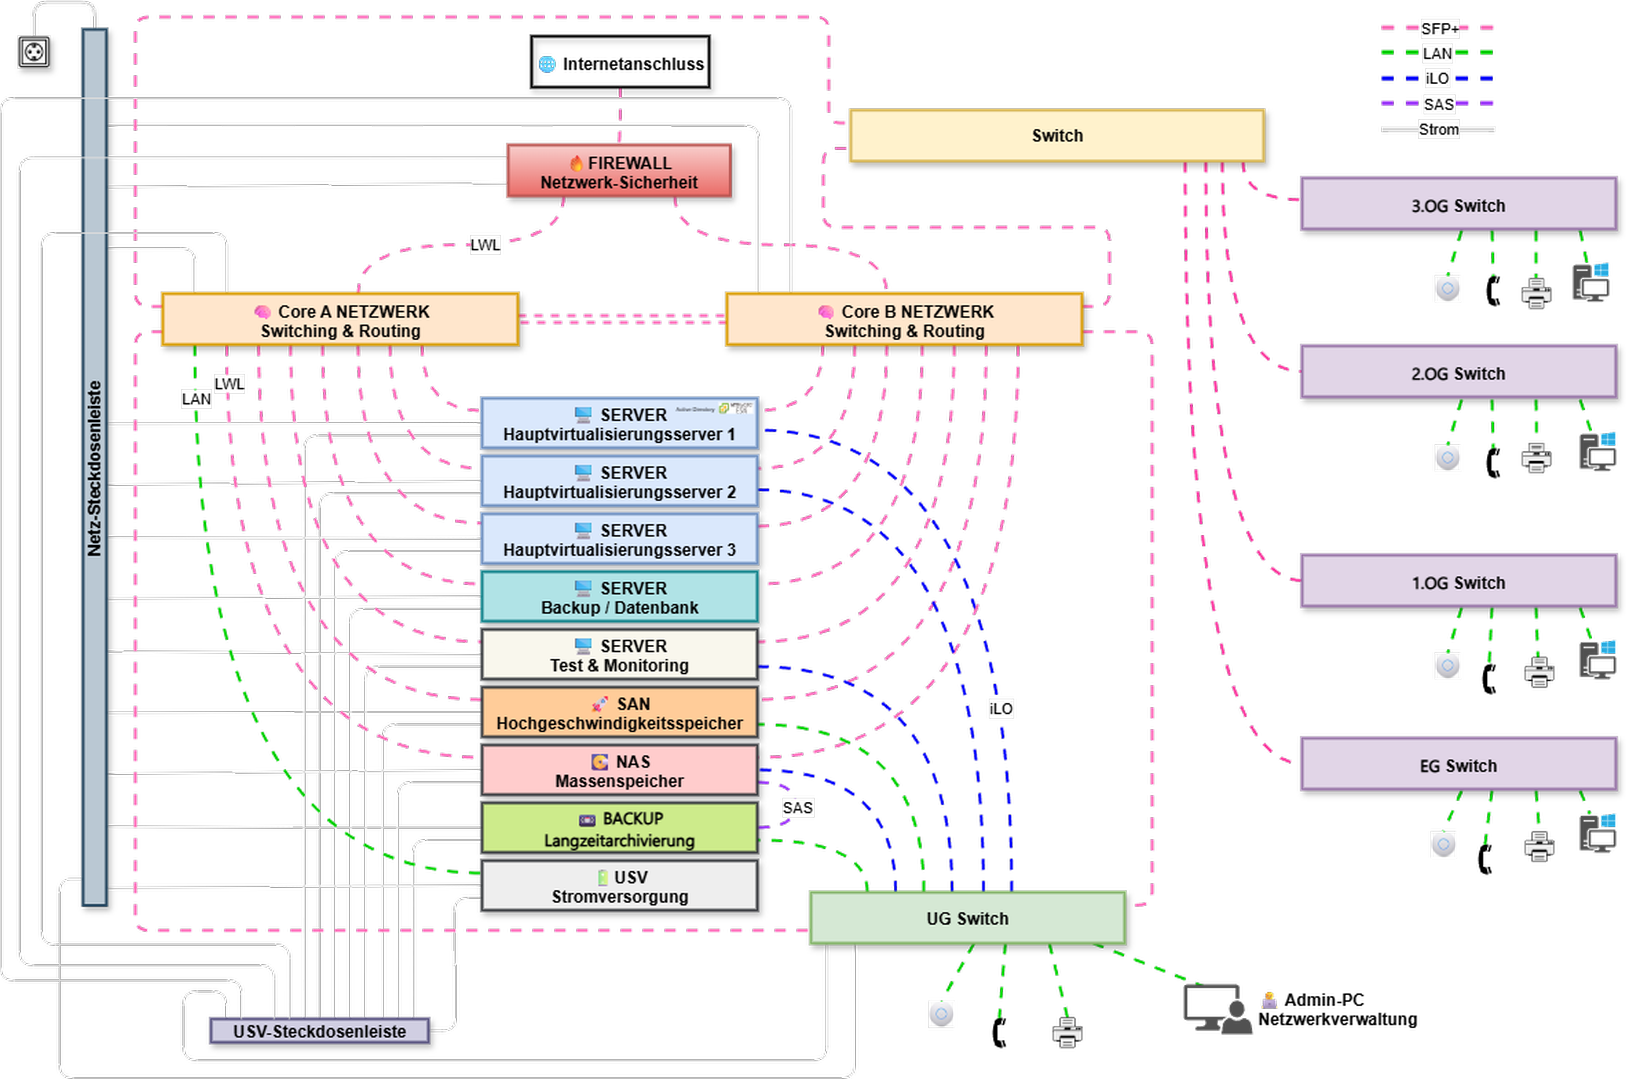 SFP+
LAN
iLO
SAS
Strom
Internetanschluss
Switch
FIREWALL
Netzwerk-Sicherheit
3.OG Switch
LWL
Core A NETZWERK
Switching & Routing
Core B NETZWERK
Switching & Routing
2.OG Switch
LWL
LAN
Netz-Steckdosenleiste
SERVER
Hauptvirtualisierungsserver 1
SERVER
Hauptvirtualisierungsserver 2
SERVER
Hauptvirtualisierungsserver 3
1.OG Switch
SERVER
Backup / Datenbank
SERVER
Test & Monitoring
SAN
Hochgeschwindigkeitsspeicher
iLO
NAS
Massenspeicher
EG Switch
SAS
BACKUP
Langzeitarchivierung
USV
Stromversorgung
UG Switch
USV-Steckdosenleiste
Admin-PC
Netzwerkverwaltung